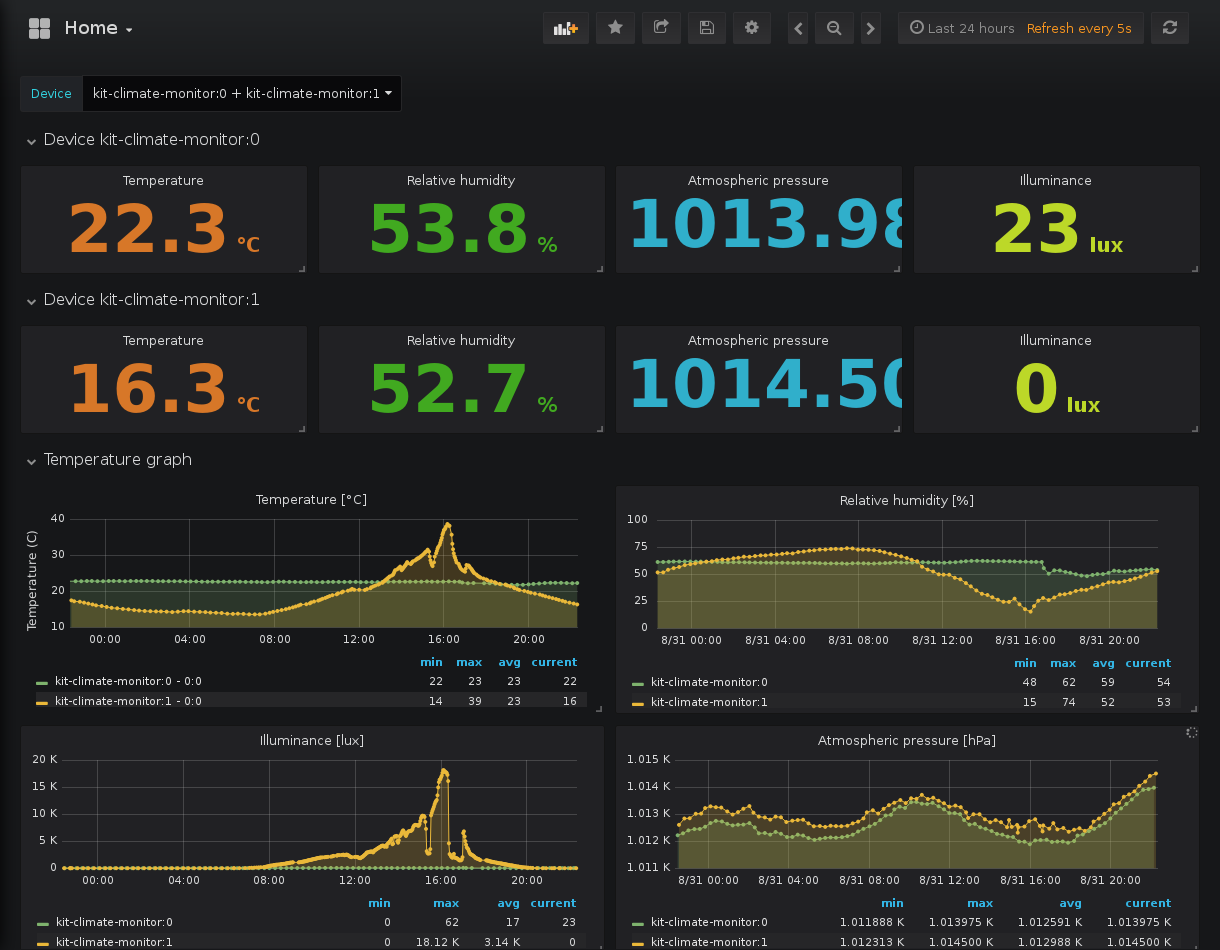 Home
Last 24 hours Refresh every 5s
Device kit-climate-monitor:0 + kit-climate-monitor:1
Device kit-climate-monitor:0
Temperature Relative humidity Atmospheric pressure Illuminance
22.3 °C 53.8 % 1013.98 23 lux
Device kit-climate-monitor:1
Temperature Relative humidity Atmospheric pressure Illuminance
16.3 °C 52.7 % 1014.50 0 lux
Temperature graph
Temperature [°C]
Temperature (C)
40
30
20
10
00:00 04:00 08:00 12:00 16:00 20:00
min max avg current
kit-climate-monitor:0 - 0:0 22 23 23 22
kit-climate-monitor:1 - 0:0 14 39 23 16
Relative humidity [%]
100
75
50
25
0
8/31 00:00 8/31 04:00 8/31 08:00 8/31 12:00 8/31 16:00 8/31 20:00
min max avg current
kit-climate-monitor:0 48 62 59 54
kit-climate-monitor:1 15 74 52 53
Illuminance [lux]
20 K
15 K
10 K
5 K
0
00:00 04:00 08:00 12:00 16:00 20:00
min max avg current
kit-climate-monitor:0 0 62 17 23
kit-climate-monitor:1 0 18.12 K 3.14 K 0
Atmospheric pressure [hPa]
1.015 K
1.014 K
1.013 K
1.012 K
1.011 K
8/31 00:00 8/31 04:00 8/31 08:00 8/31 12:00 8/31 16:00 8/31 20:00
min max avg current
kit-climate-monitor:0 1.011888 K 1.013975 K 1.012591 K 1.013975 K
kit-climate-monitor:1 1.012313 K 1.014500 K 1.012988 K 1.014500 K